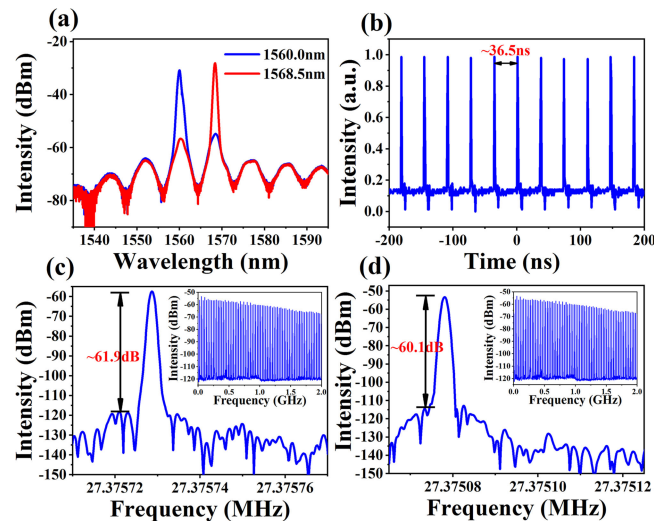 (a)
1560.0nm
1568.5nm
Intensity (dBm)
-20
-40
-60
-80
1540 1550 1560 1570 1580 1590
Wavelength (nm)
(b)
~36.5ns
Intensity (a.u.)
1.0
0.8
0.6
0.4
0.2
0.0
-200 -100 0 100 200
Time (ns)
(c)
~61.9dB
Intensity (dBm)
-60
-70
-80
-90
-100
-110
-120
-130
-140
-150
27.37572 27.37574 27.37576
Frequency (MHz)
Intensity (dBm)
-50
-60
-70
-80
-90
-100
-110
-120
0.0 0.5 1.0 1.5 2.0
Frequency (GHz)
(d)
~60.1dB
Intensity (dBm)
-50
-60
-70
-80
-90
-100
-110
-120
-130
-140
-150
27.37508 27.37510 27.37512
Frequency (MHz)
Intensity (dBm)
-50
-60
-70
-80
-90
-100
-110
-120
0.0 0.5 1.0 1.5 2.0
Frequency (GHz)